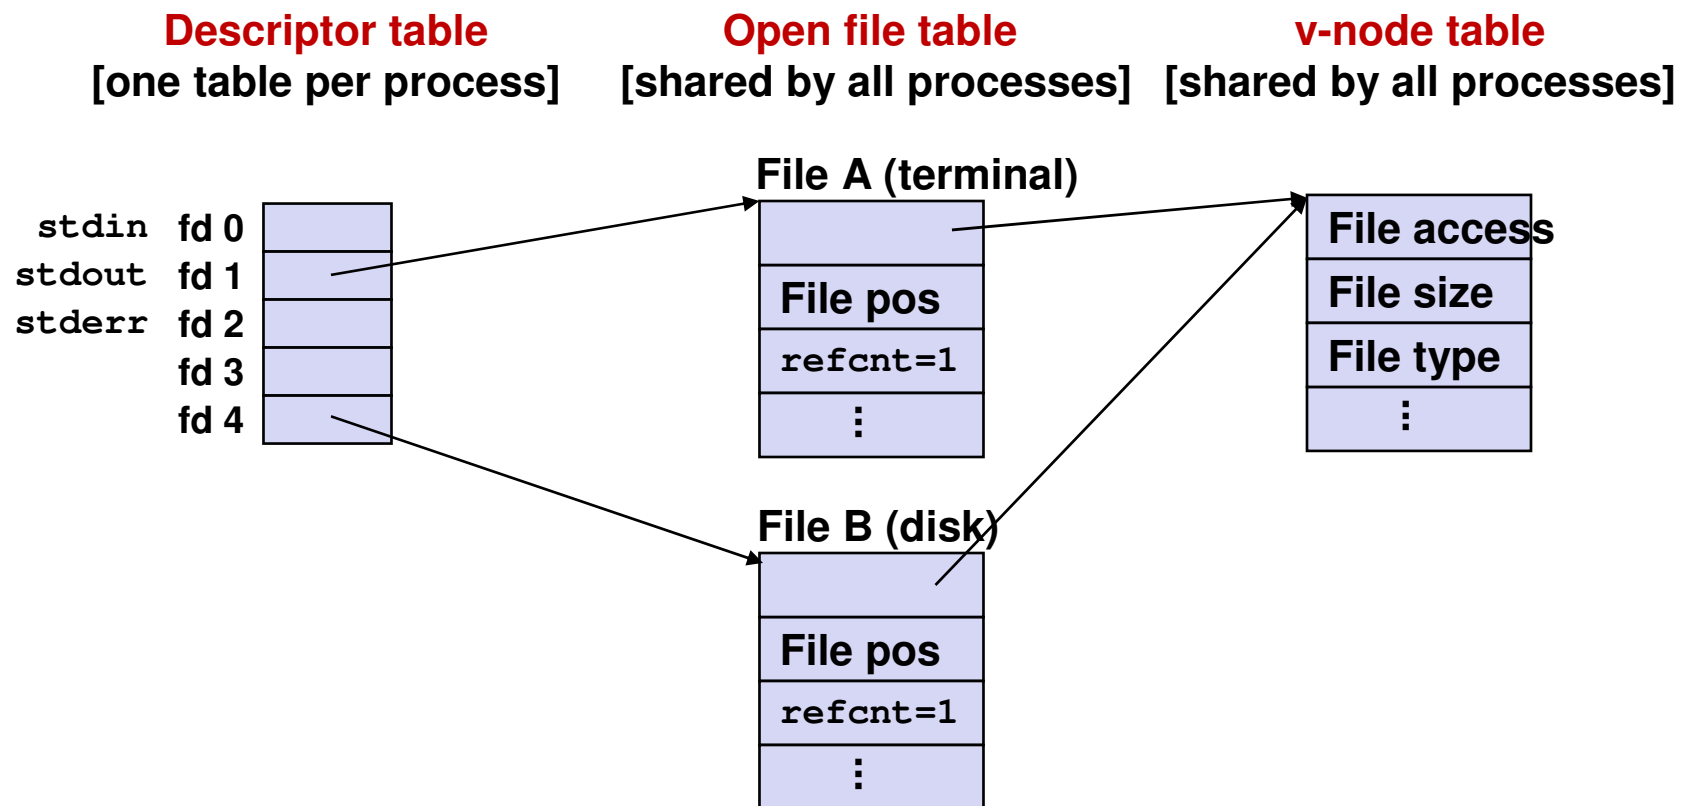 Descriptor table
[one table per process]
Open file table
[shared by all processes]
v-node table
[shared by all processes]
stdin fd 0
stdout fd 1
stderr fd 2
fd 3
fd 4
File A (terminal)
File pos
refcnt=1
⋮
File B (disk)
File pos
refcnt=1
⋮
File access
File size
File type
⋮